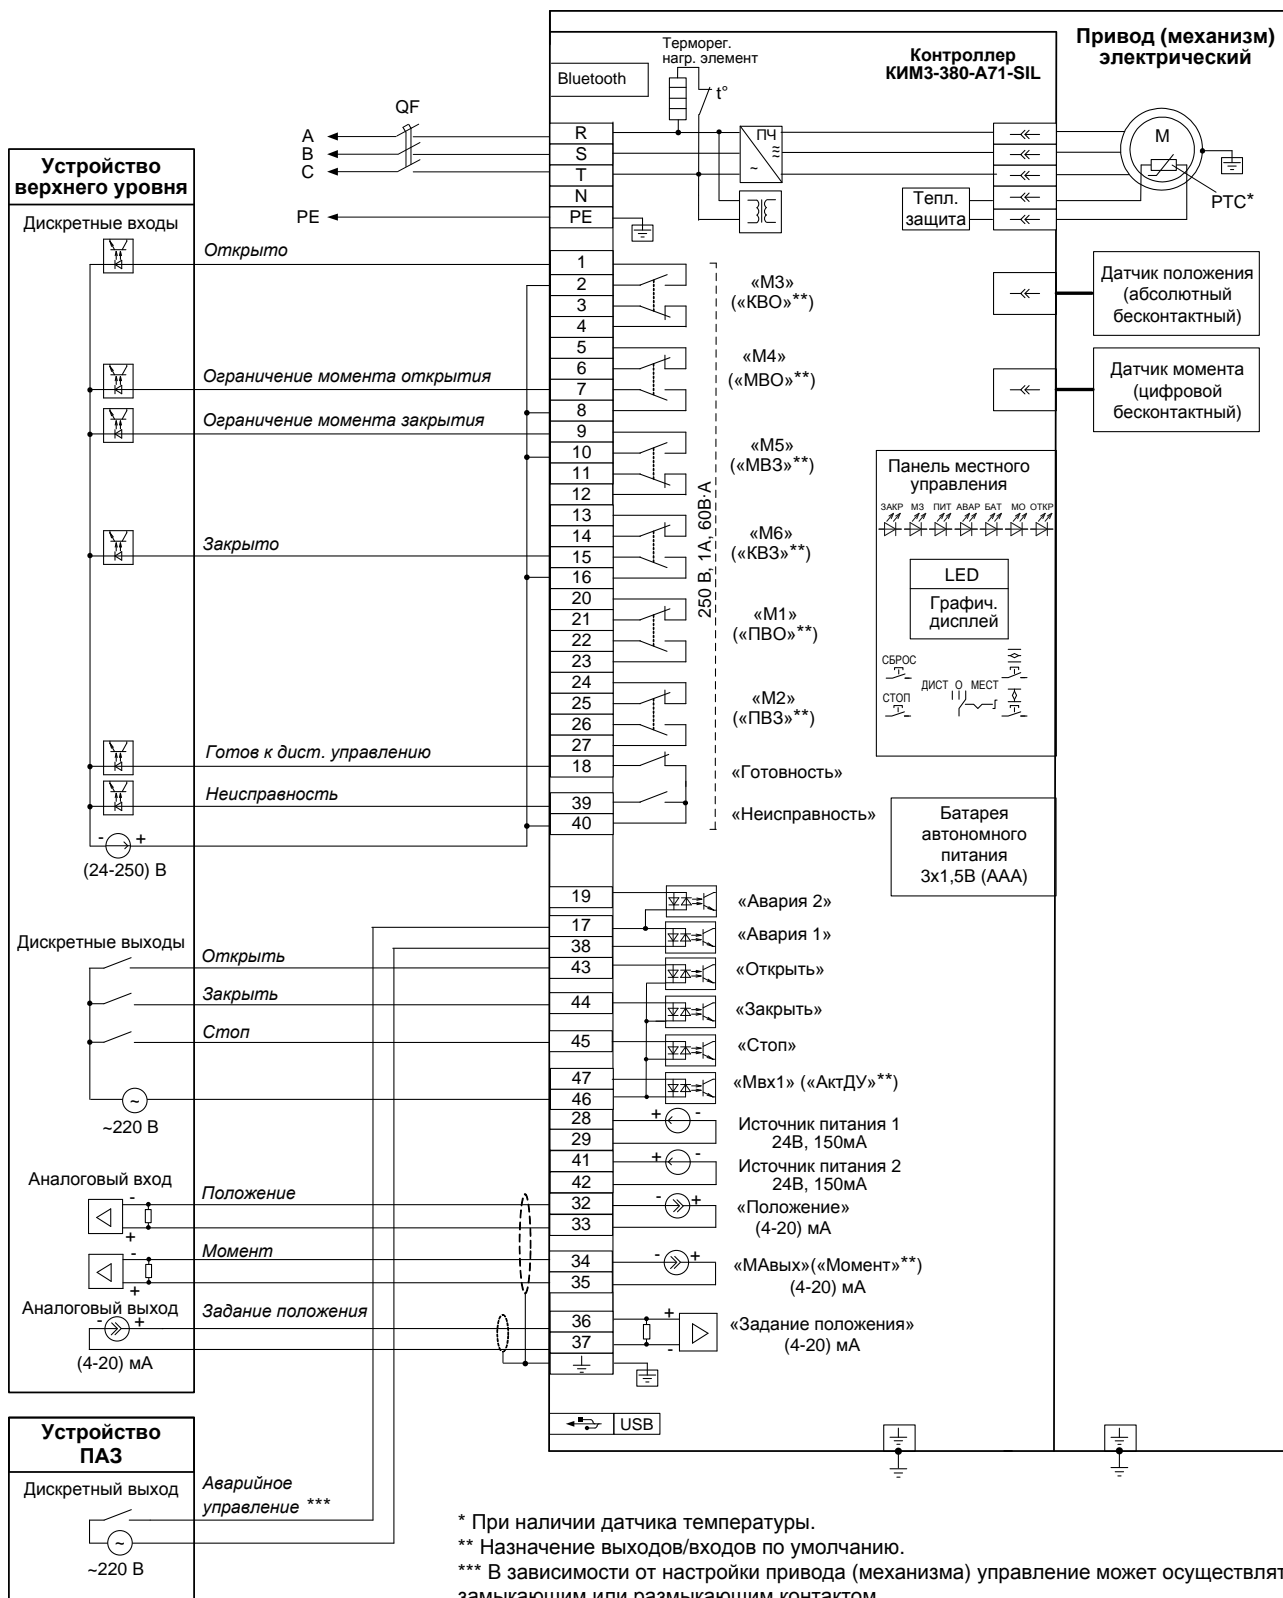 Привод (механизм)
электрический
Контроллер
КИМ3-380-А71-SIL
Терморег.
нагр. элемент
Bluetooth
t°
QF
A
B
C
PE
R
S
T
N
PE
ПЧ
≈
~
M
PTC*
Тепл.
защита
Устройство
верхнего уровня
Дискретные входы
Открыто
Ограничение момента открытия
Ограничение момента закрытия
Закрыто
Готов к дист. управлению
Неисправность
- +
(24-250) В
1
2
3
4
5
6
7
8
9
10
11
12
13
14
15
16
20
21
22
23
24
25
26
27
18
39
40
«М3»
(«КВО»**)
«М4»
(«МВО»**)
«М5»
(«МВЗ»**)
«М6»
(«КВЗ»**)
«М1»
(«ПВО»**)
«М2»
(«ПВЗ»**)
«Готовность»
«Неисправность»
250 В, 1А, 60В·А
Датчик положения
(абсолютный
бесконтактный)
Датчик момента
(цифровой
бесконтактный)
Панель местного
управления
ЗАКР МЗ ПИТ АВАР БАТ МО ОТКР
LED
Графич.
дисплей
СБРОС
СТОП
ДИСТ О МЕСТ
Батарея
автономного
питания
3х1,5В (ААА)
Дискретные выходы
Открыть
Закрыть
Стоп
~
~220 В
19
17
38
43
44
45
47
46
28
29
41
42
32
33
34
35
36
37
«Авария 2»
«Авария 1»
«Открыть»
«Закрыть»
«Стоп»
«Мвх1» («АктДУ»**)
+ -
Источник питания 1
24В, 150мА
+ -
Источник питания 2
24В, 150мА
- +
«Положение»
(4-20) мА
- +
«МАвых»(«Момент»**)
(4-20) мА
+
-
«Задание положения»
(4-20) мА
Аналоговый вход
Положение
-
+
Момент
-
+
Аналоговый выход
Задание положения
- +
(4-20) мА
USB
Устройство
ПАЗ
Дискретный выход
Аварийное
управление ***
~
~220 В
* При наличии датчика температуры.
** Назначение выходов/входов по умолчанию.
*** В зависимости от настройки привода (механизма) управление может осуществлят
замыкающим или размыкающим контактом